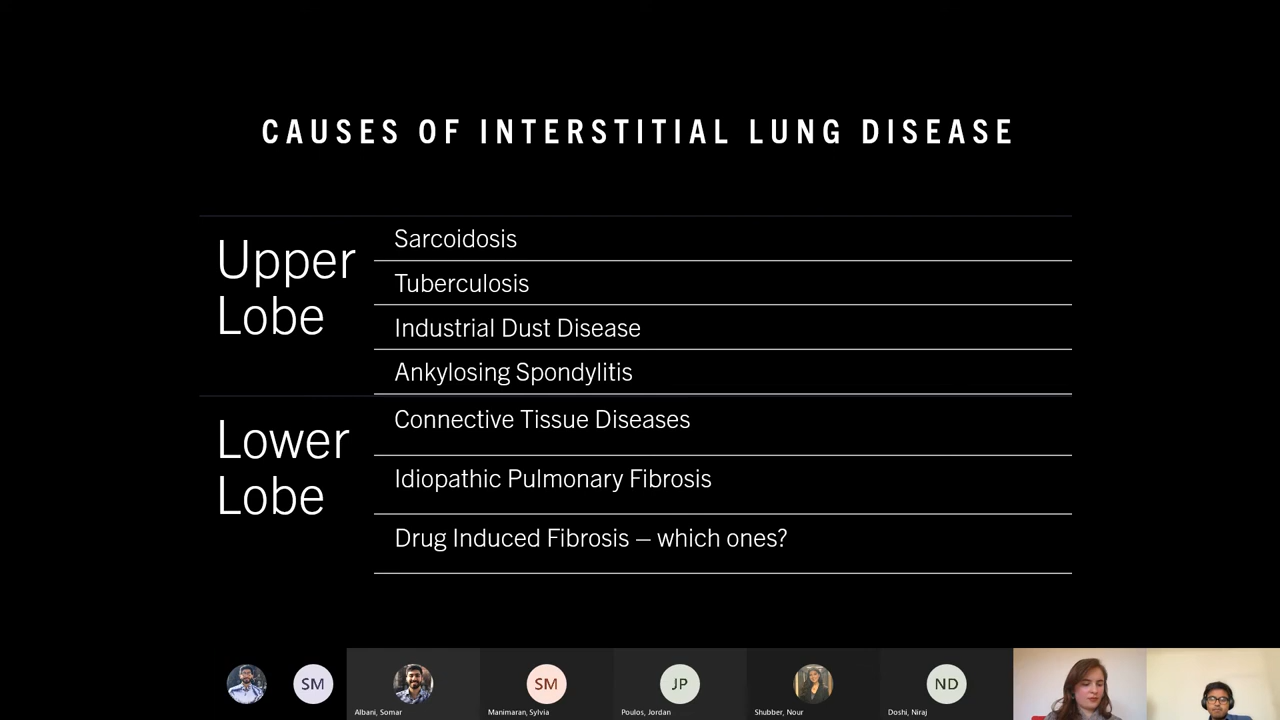 CAUSES OF INTERSTITIAL LUNG DISEASE
Upper
Lobe
Sarcoidosis
Tuberculosis
Industrial Dust Disease
Ankylosing Spondylitis
Lower
Lobe
Connective Tissue Diseases
Idiopathic Pulmonary Fibrosis
Drug Induced Fibrosis – which ones?
SM
SM
JP
ND
Albani, Somar
Manimaran, Sylvia
Poulos, Jordan
Shubber, Nour
Doshi, Niraj